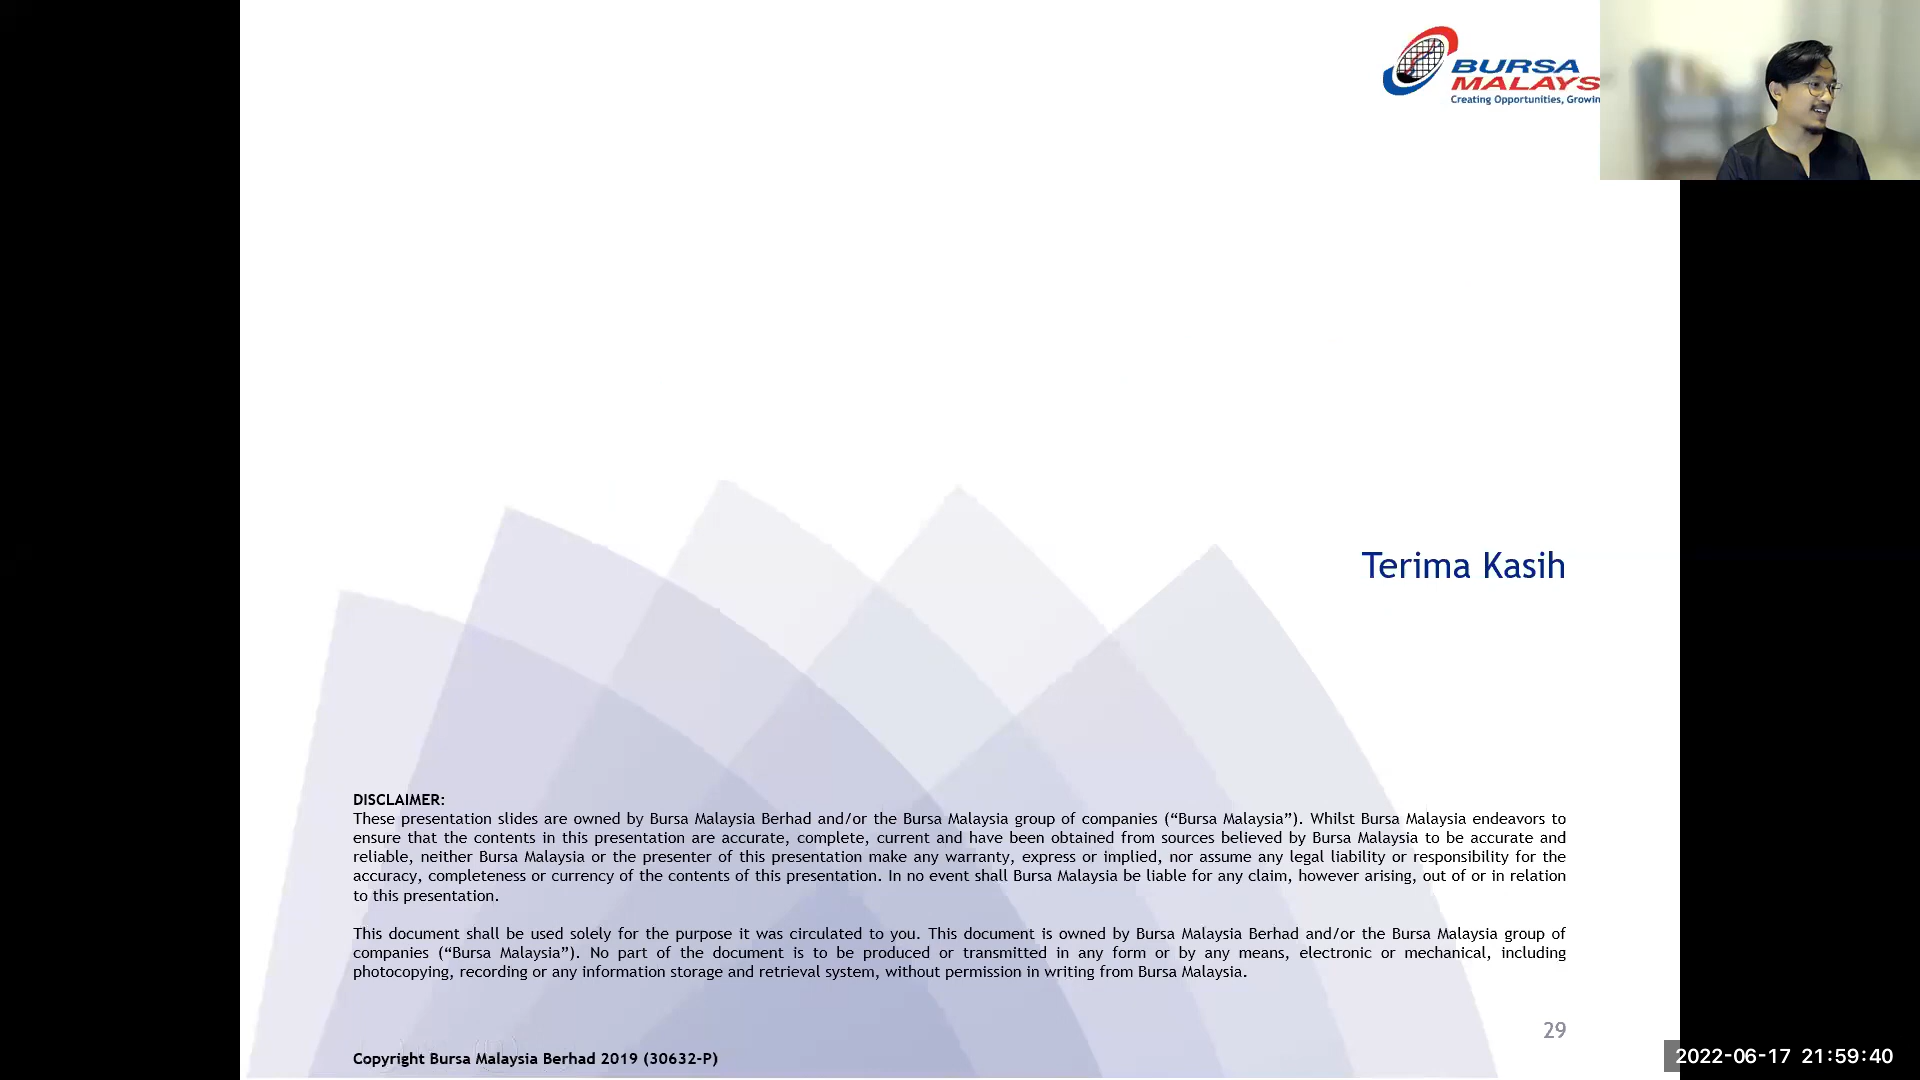 BURSA
MALAYS
Creating Opportunities, Growin
Terima Kasih
DISCLAIMER:
These presentation slides are owned by Bursa Malaysia Berhad and/or the Bursa Malaysia group of companies (“Bursa Malaysia”). Whilst Bursa Malaysia endeavors to
ensure that the contents in this presentation are accurate, complete, current and have been obtained from sources believed by Bursa Malaysia to be accurate and
reliable, neither Bursa Malaysia or the presenter of this presentation make any warranty, express or implied, nor assume any legal liability or responsibility for the
accuracy, completeness or currency of the contents of this presentation. In no event shall Bursa Malaysia be liable for any claim, however arising, out of or in relation
to this presentation.
This document shall be used solely for the purpose it was circulated to you. This document is owned by Bursa Malaysia Berhad and/or the Bursa Malaysia group of
companies (“Bursa Malaysia”). No part of the document is to be produced or transmitted in any form or by any means, electronic or mechanical, including
photocopying, recording or any information storage and retrieval system, without permission in writing from Bursa Malaysia.
29
Copyright Bursa Malaysia Berhad 2019 (30632-P)
2022-06-17 21:59:40